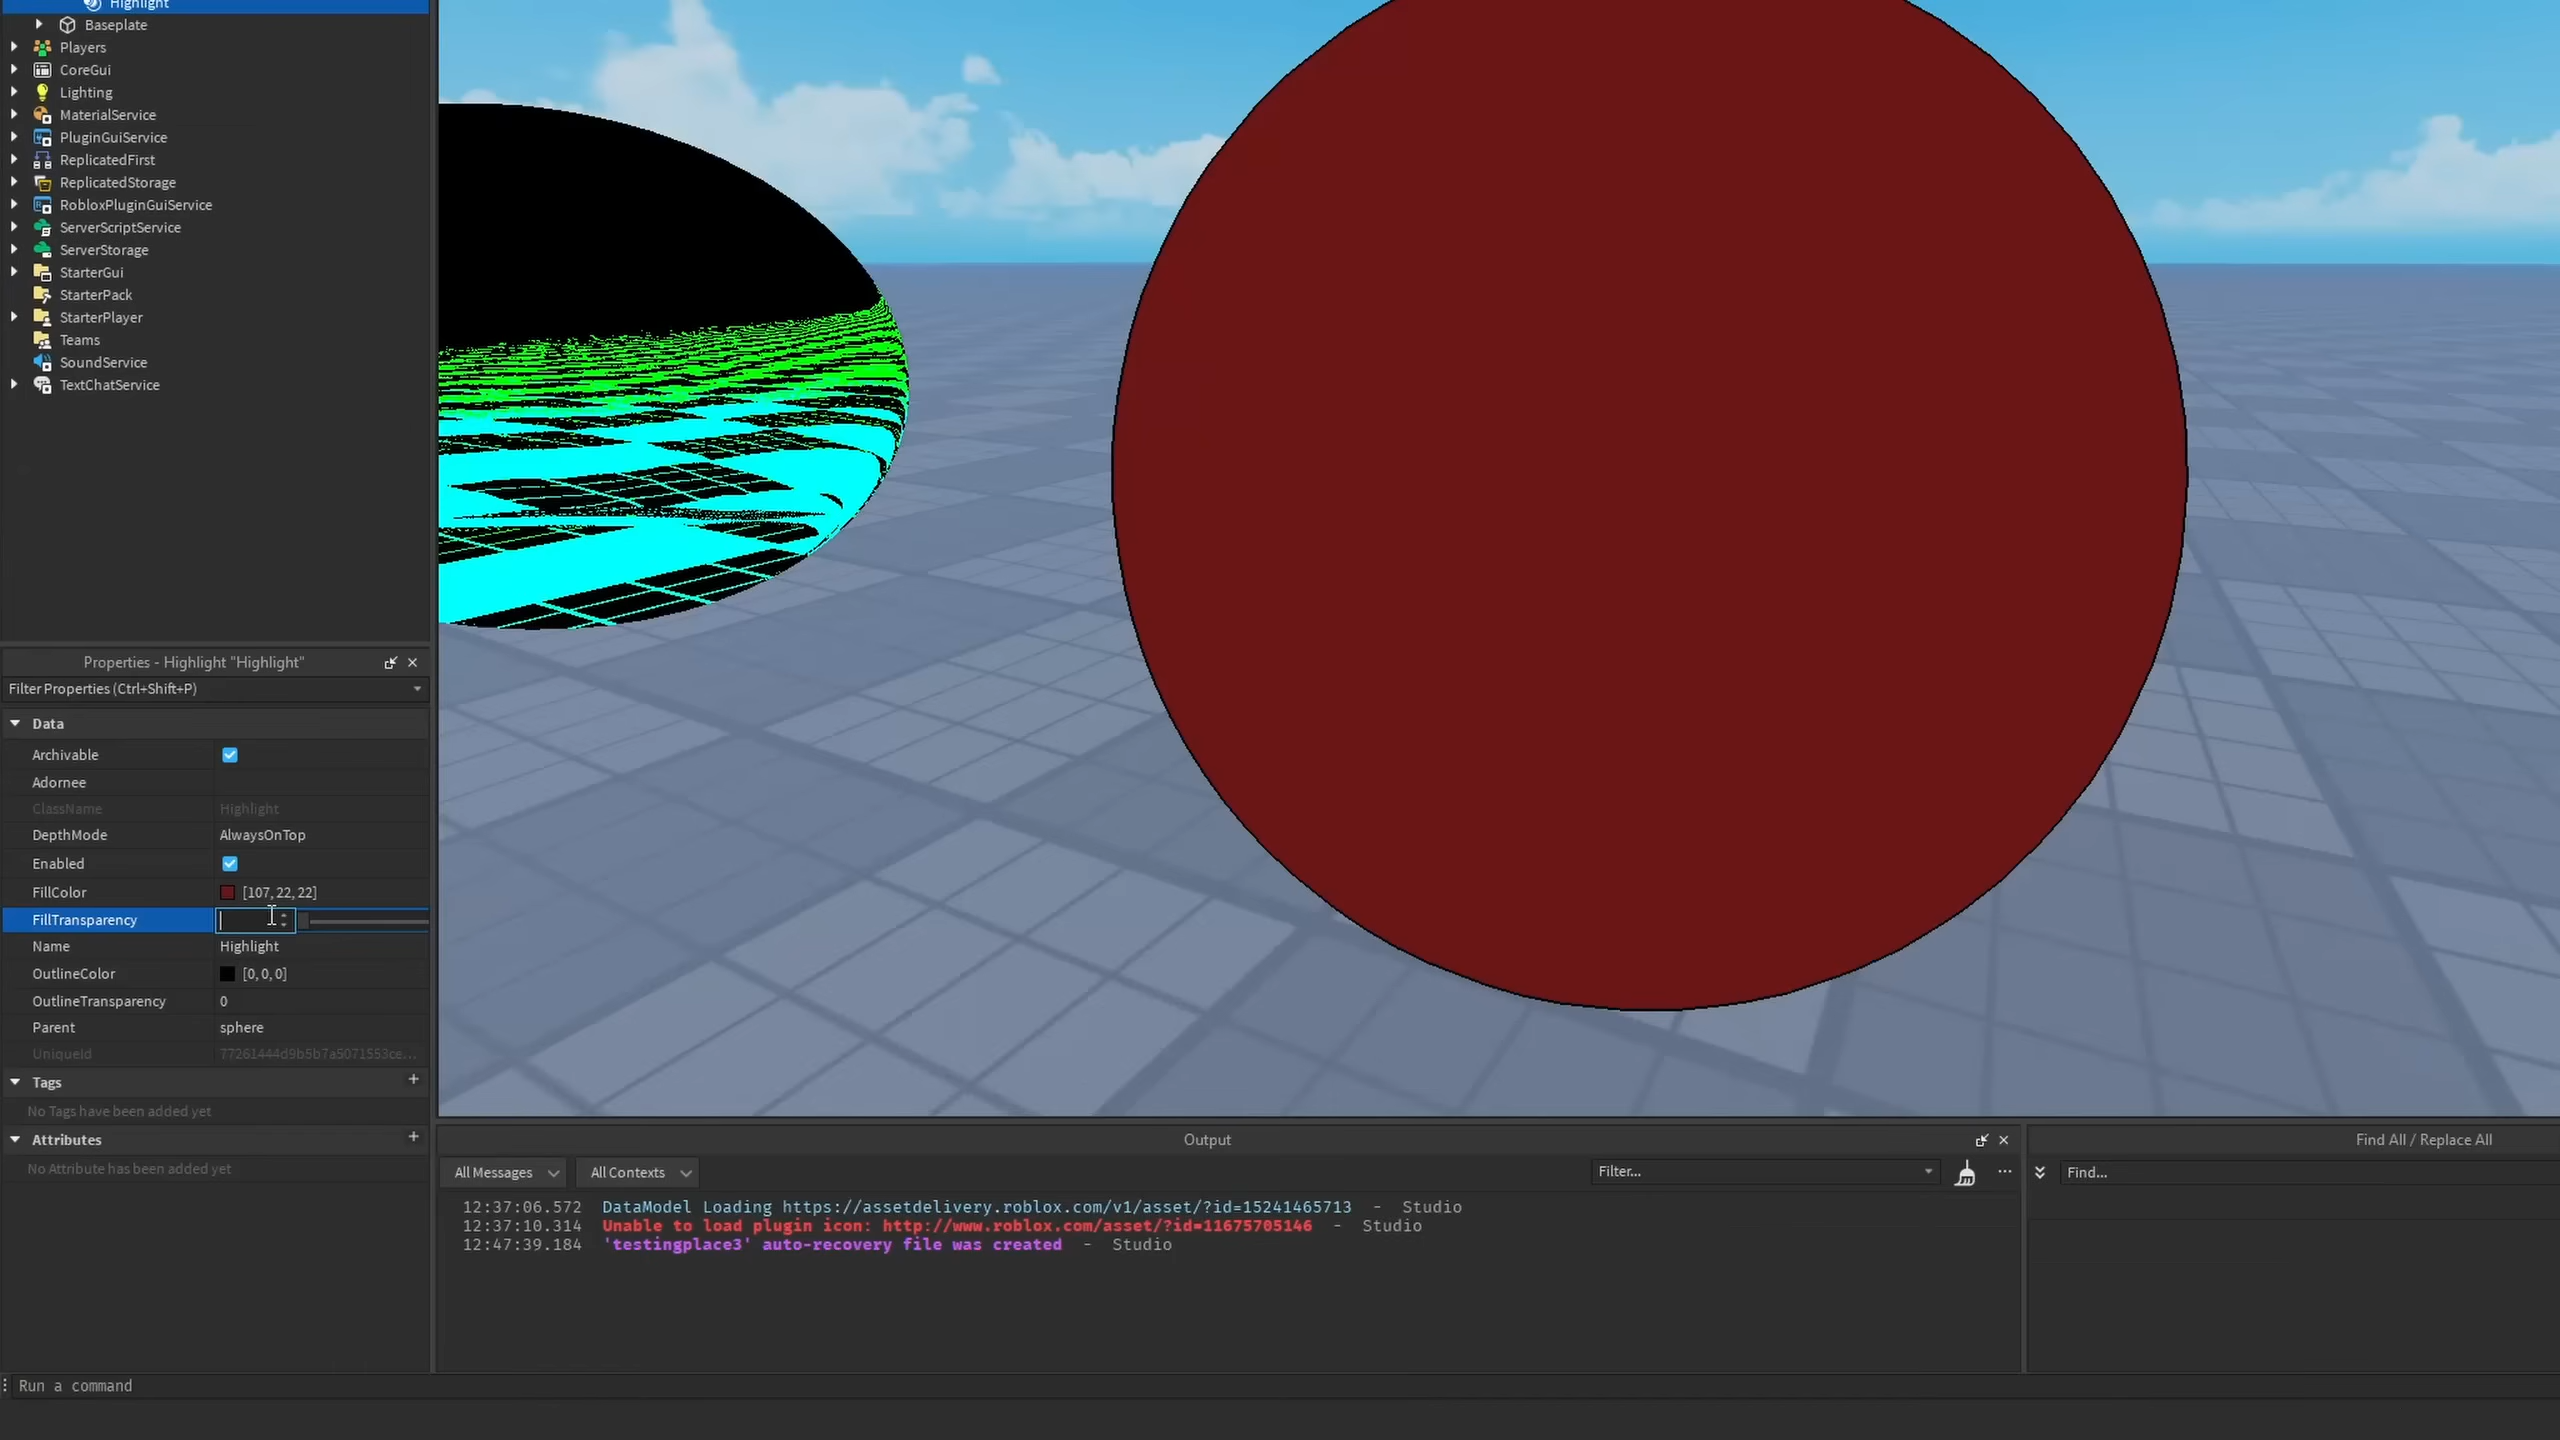 Highlight
Baseplate
Players
CoreGui
Lighting
MaterialService
PluginGuiService
ReplicatedFirst
ReplicatedStorage
RobloxPluginGuiService
ServerScriptService
ServerStorage
StarterGui
StarterPack
StarterPlayer
Teams
SoundService
TextChatService
Properties - Highlight "Highlight"
Filter Properties (Ctrl+Shift+P)
Data
Archivable
Adornee
ClassName Highlight
DepthMode AlwaysOnTop
Enabled
FillColor [107, 22, 22]
FillTransparency
Name Highlight
OutlineColor [0, 0, 0]
OutlineTransparency 0
Parent sphere
UniqueId 77261444d9b5b7a5071553ce...
Tags
No Tags have been added yet
Attributes
No Attribute has been added yet
Output
All Messages All Contexts Filter...
12:37:06.572 DataModel Loading https://assetdelivery.roblox.com/v1/asset/?id=15241465713 - Studio
12:37:10.314 Unable to load plugin icon: http://www.roblox.com/asset/?id=11675705146 - Studio
12:47:39.184 'testingplace3' auto-recovery file was created - Studio
Find All / Replace All
Find...
Run a command